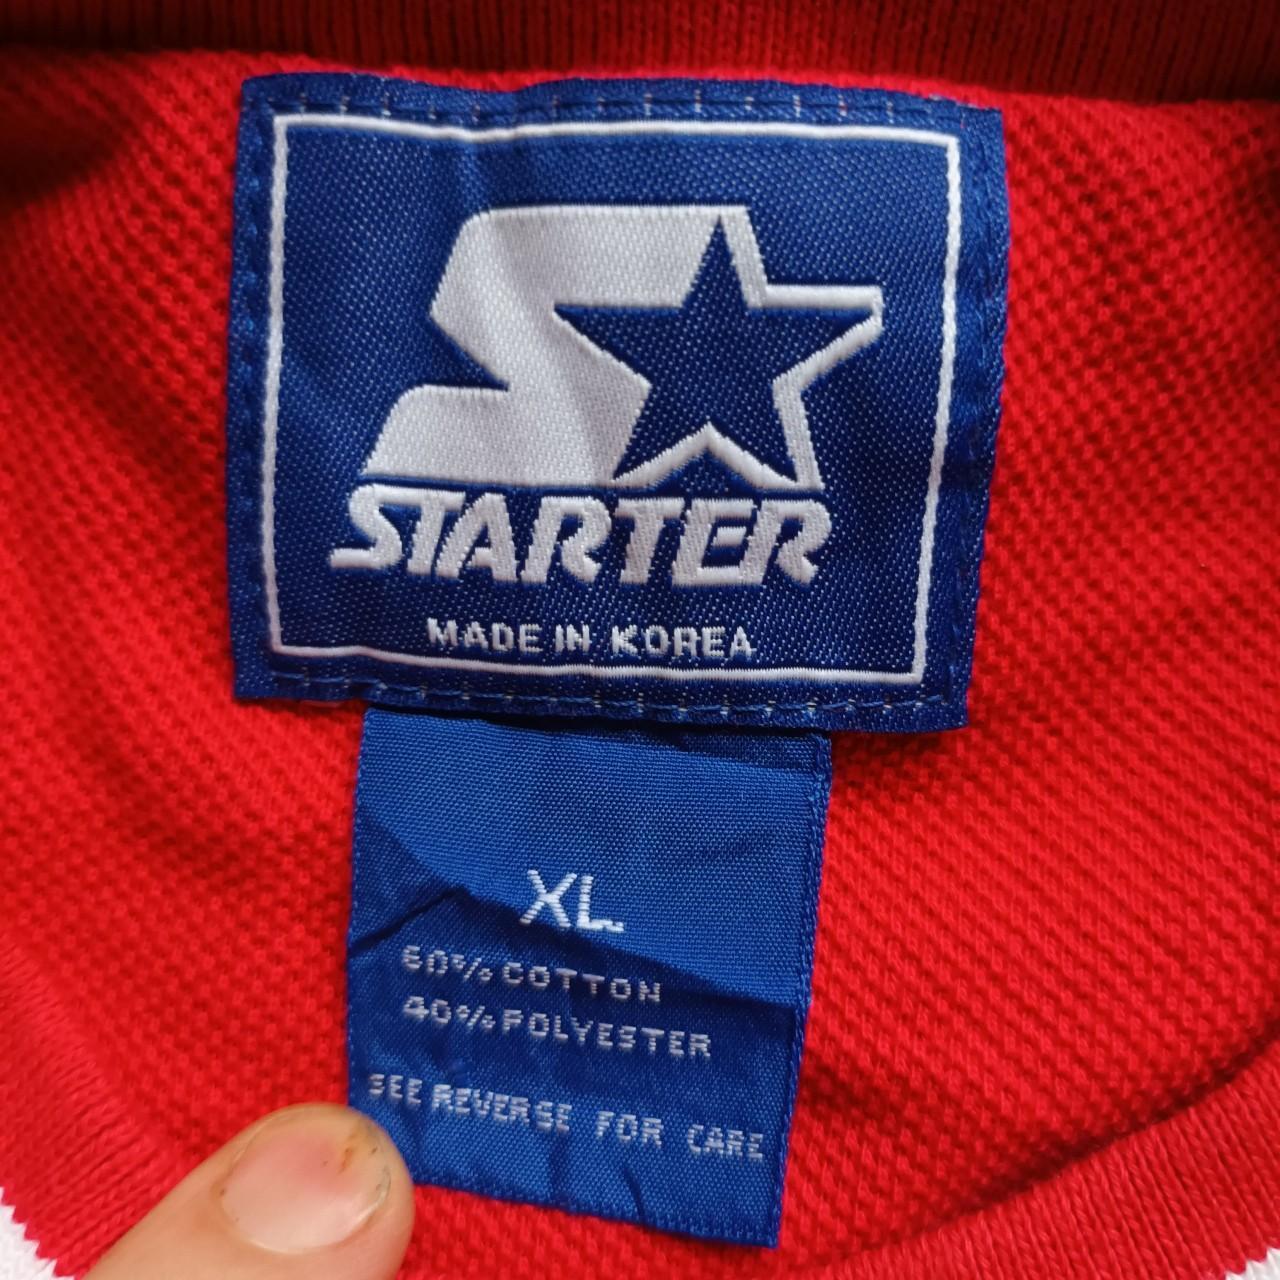 STARTER
MADE IN KOREA
XL
60% COTTON
40% POLYESTER
SEE REVERSE FOR CARE